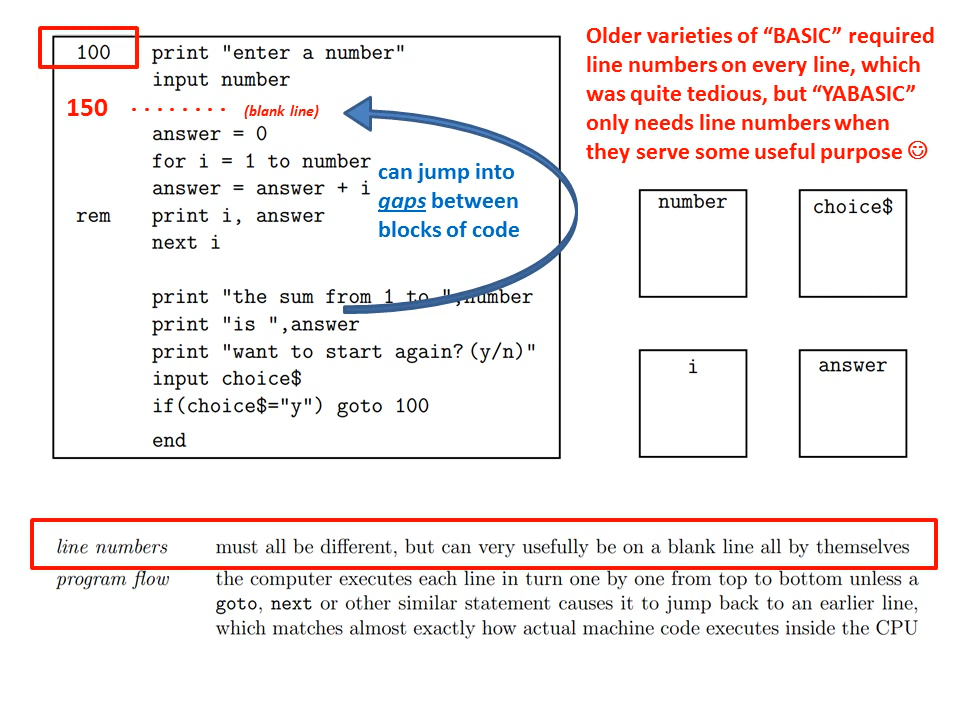 100 print "enter a number"
input number
150 . . . . . . . . (blank line)
answer = 0
for i = 1 to number
answer = answer + i
rem print i, answer
next i
print "the sum from 1 to ",number
print "is ",answer
print "want to start again? (y/n)"
input choice$
if(choice$="y") goto 100
end
can jump into
gaps between
blocks of code
Older varieties of “BASIC” required
line numbers on every line, which
was quite tedious, but “YABASIC”
only needs line numbers when
they serve some useful purpose ☺
number
choice$
i
answer
line numbers must all be different, but can very usefully be on a blank line all by themselves
program flow the computer executes each line in turn one by one from top to bottom unless a
goto, next or other similar statement causes it to jump back to an earlier line,
which matches almost exactly how actual machine code executes inside the CPU